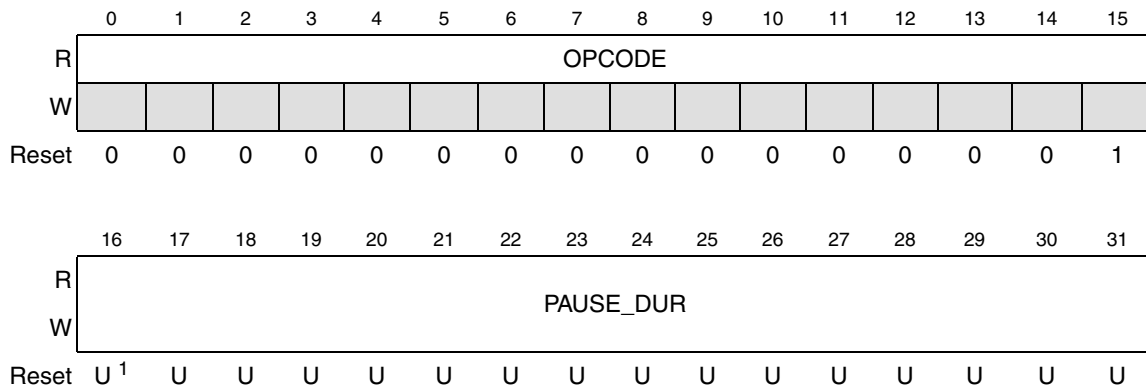 0 1 2 3 4 5 6 7 8 9 10 11 12 13 14 15
R OPCODE
W
Reset 0 0 0 0 0 0 0 0 0 0 0 0 0 0 0 1
16 17 18 19 20 21 22 23 24 25 26 27 28 29 30 31
R
PAUSE_DUR
W
Reset U 1 U U U U U U U U U U U U U U U